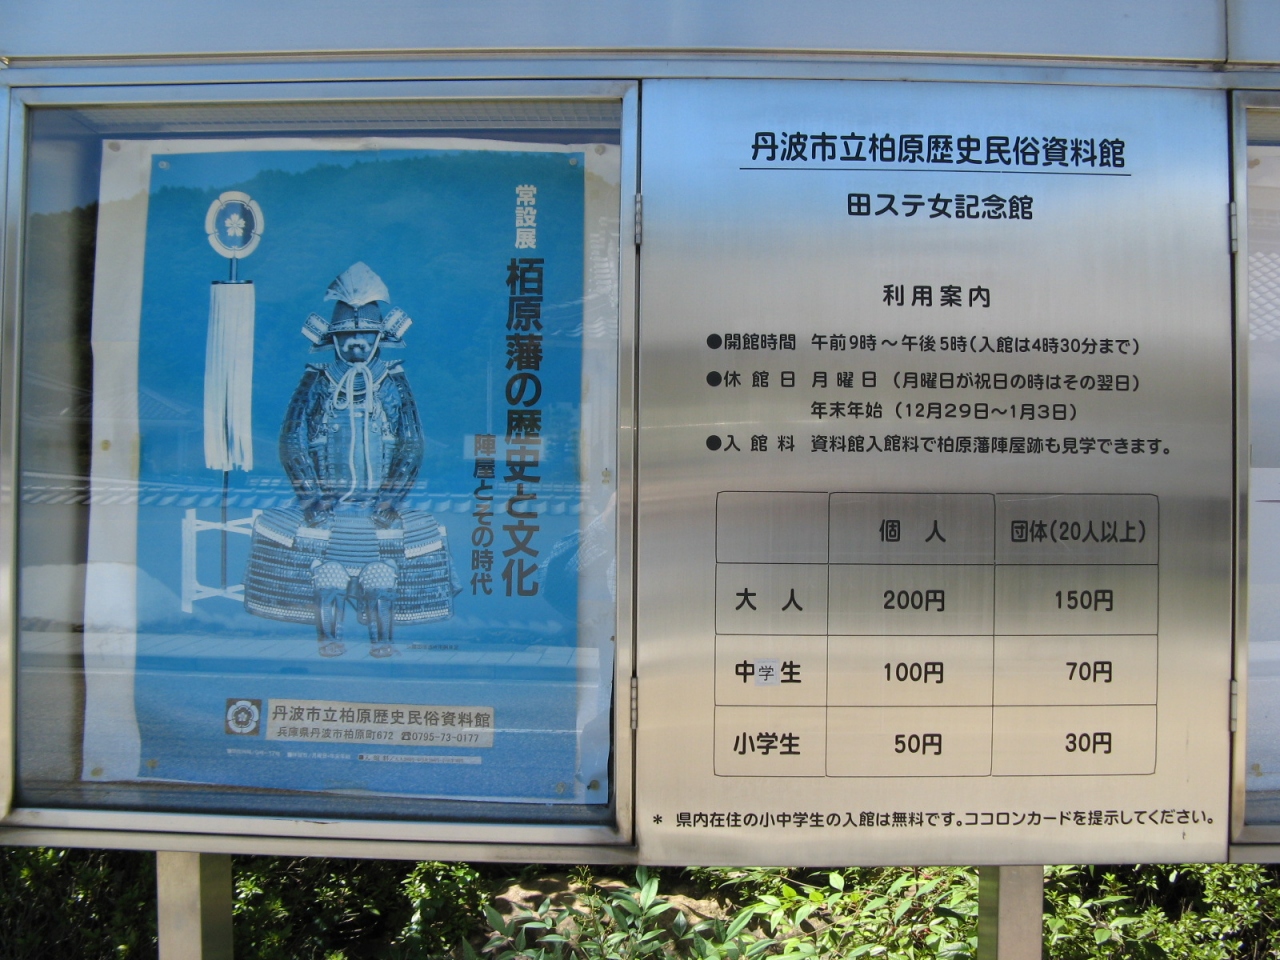 常設展
栢原藩の歴史と文化
陣屋とその時代
丹波市立柏原歴史民俗資料館
兵庫県丹波市柏原町672 ☎0795-73-0177
丹波市立柏原歴史民俗資料館
田ステ女記念館
利用案内
●開館時間 午前9時～午後5時(入館は4時30分まで)
●休館日 月曜日 (月曜日が祝日の時はその翌日)
年末年始 (12月29日～1月3日)
●入館料 資料館入館料で柏原藩陣屋跡も見学できます。
個人 団体(20人以上)
大人 200円 150円
中学生 100円 70円
小学生 50円 30円
* 県内在住の小中学生の入館は無料です。ココロンカードを提示してください。